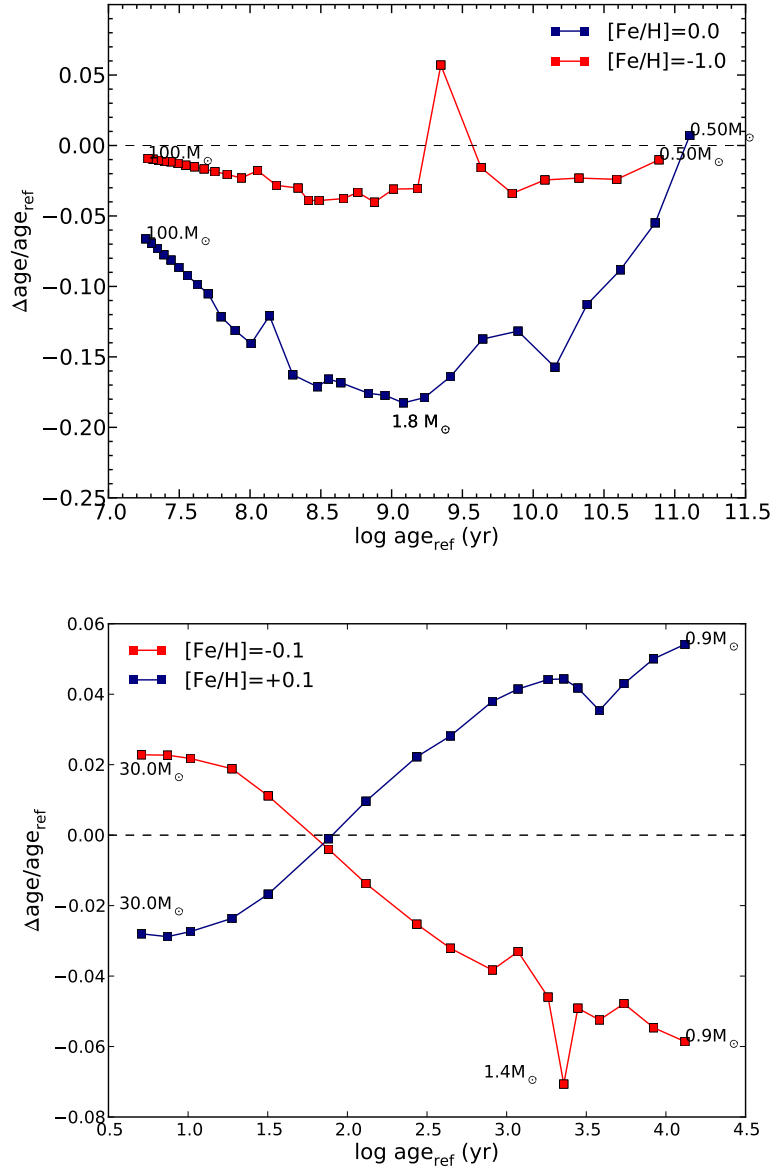 [Fe/H]=0.0
[Fe/H]=-1.0
0.05
0.00
−0.05
−0.10
−0.15
−0.20
−0.25
Δage/age_ref
100.M☉
100.M☉
0.50M☉
0.50M☉
1.8 M☉
7.0 7.5 8.0 8.5 9.0 9.5 10.0 10.5 11.0 11.5
log age_ref (yr)
[Fe/H]=-0.1
[Fe/H]=+0.1
0.06
0.04
0.02
0.00
−0.02
−0.04
−0.06
−0.08
Δage/age_ref
0.9M☉
30.0M☉
30.0M☉
0.9M☉
1.4M☉
0.5 1.0 1.5 2.0 2.5 3.0 3.5 4.0 4.5
log age_ref (yr)